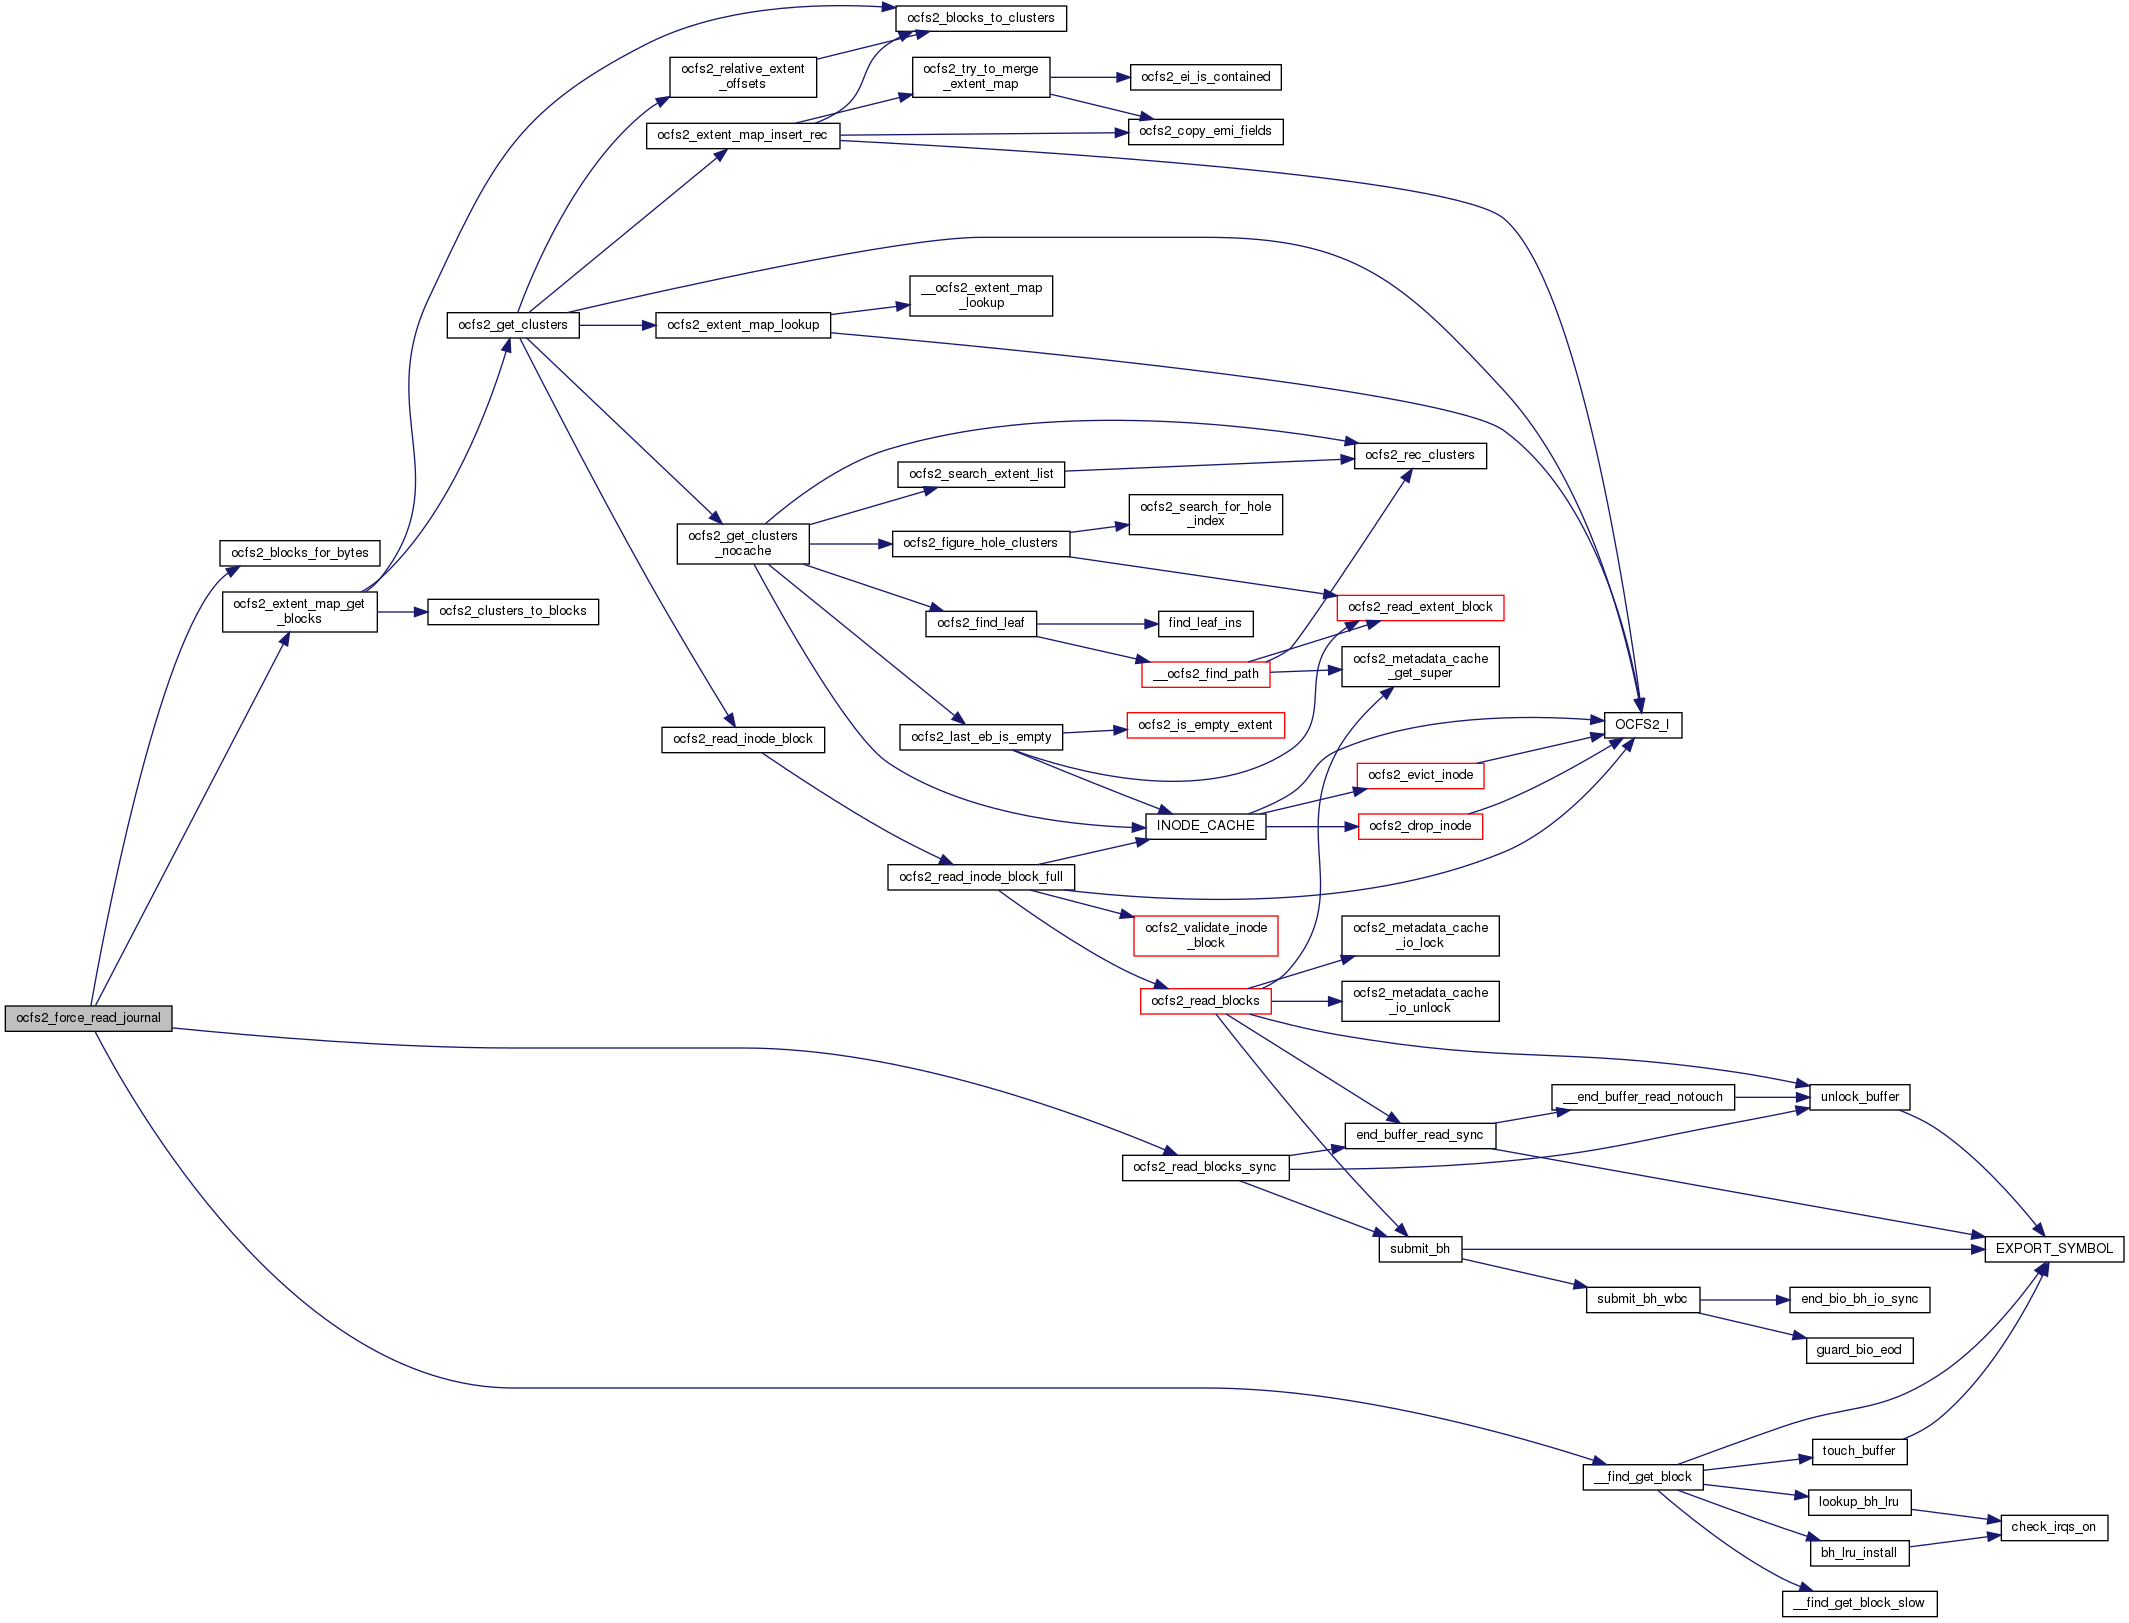 ocfs2_blocks_to_clusters
ocfs2_relative_extent
_offsets
ocfs2_try_to_merge
_extent_map
ocfs2_ei_is_contained
ocfs2_extent_map_insert_rec
ocfs2_copy_emi_fields
__ocfs2_extent_map
_lookup
ocfs2_get_clusters
ocfs2_extent_map_lookup
ocfs2_rec_clusters
ocfs2_search_extent_list
ocfs2_search_for_hole
_index
ocfs2_get_clusters
_nocache
ocfs2_figure_hole_clusters
ocfs2_blocks_for_bytes
ocfs2_extent_map_get
_blocks
ocfs2_clusters_to_blocks
ocfs2_find_leaf
find_leaf_ins
ocfs2_read_extent_block
__ocfs2_find_path
ocfs2_metadata_cache
_get_super
ocfs2_read_inode_block
ocfs2_last_eb_is_empty
ocfs2_is_empty_extent
OCFS2_I
ocfs2_evict_inode
INODE_CACHE
ocfs2_drop_inode
ocfs2_read_inode_block_full
ocfs2_validate_inode
_block
ocfs2_metadata_cache
_io_lock
ocfs2_read_blocks
ocfs2_metadata_cache
_io_unlock
ocfs2_force_read_journal
__end_buffer_read_notouch
unlock_buffer
end_buffer_read_sync
ocfs2_read_blocks_sync
submit_bh
EXPORT_SYMBOL
submit_bh_wbc
end_bio_bh_io_sync
guard_bio_eod
touch_buffer
__find_get_block
lookup_bh_lru
check_irqs_on
bh_lru_install
__find_get_block_slow